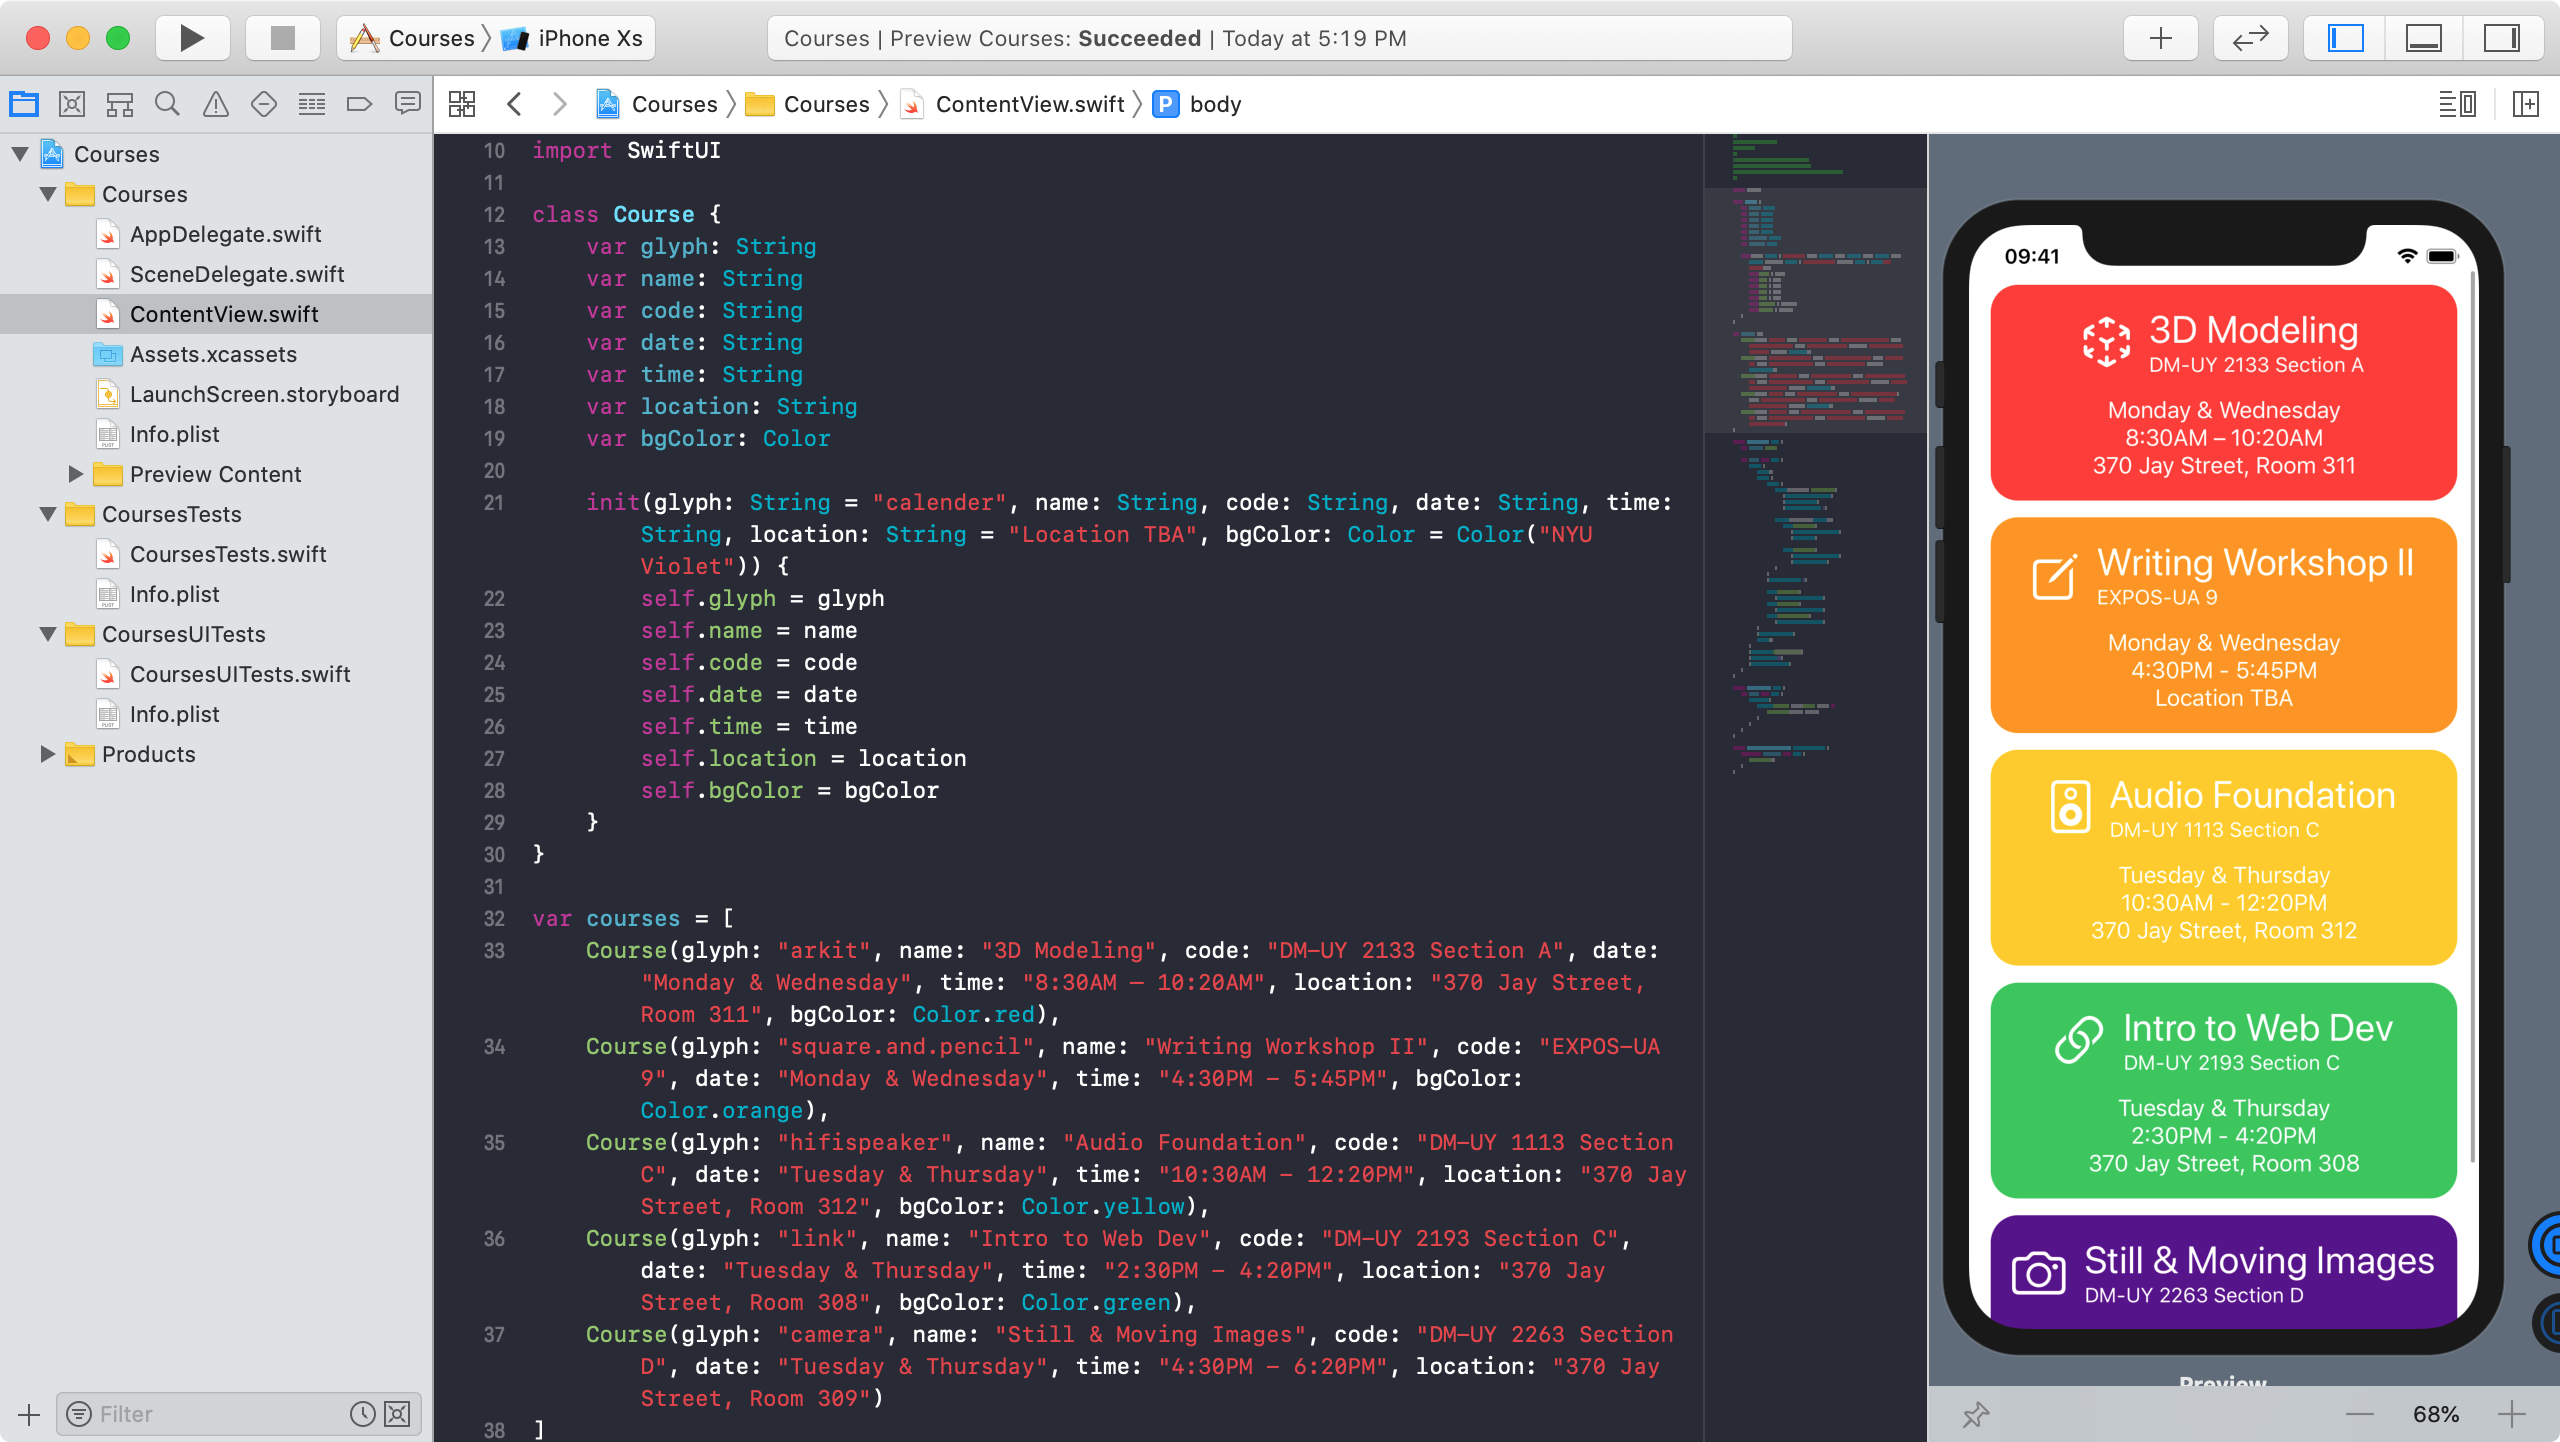 Courses
iPhone Xs
Courses | Preview Courses: Succeeded | Today at 5:19 PM
Courses
Courses
ContentView.swift
P
body
Courses
Courses
AppDelegate.swift
SceneDelegate.swift
ContentView.swift
Assets.xcassets
LaunchScreen.storyboard
Info.plist
Preview Content
CoursesTests
CoursesTests.swift
Info.plist
CoursesUITests
CoursesUITests.swift
Info.plist
Products
Filter
10 import SwiftUI
11
12 class Course {
13 var glyph: String
14 var name: String
15 var code: String
16 var date: String
17 var time: String
18 var location: String
19 var bgColor: Color
20
21 init(glyph: String = "calender", name: String, code: String, date: String, time:
String, location: String = "Location TBA", bgColor: Color = Color("NYU
Violet")) {
22 self.glyph = glyph
23 self.name = name
24 self.code = code
25 self.date = date
26 self.time = time
27 self.location = location
28 self.bgColor = bgColor
29 }
30 }
31
32 var courses = [
33 Course(glyph: "arkit", name: "3D Modeling", code: "DM-UY 2133 Section A", date:
"Monday & Wednesday", time: "8:30AM – 10:20AM", location: "370 Jay Street,
Room 311", bgColor: Color.red),
34 Course(glyph: "square.and.pencil", name: "Writing Workshop II", code: "EXPOS-UA
9", date: "Monday & Wednesday", time: "4:30PM - 5:45PM", bgColor:
Color.orange),
35 Course(glyph: "hifispeaker", name: "Audio Foundation", code: "DM-UY 1113 Section
C", date: "Tuesday & Thursday", time: "10:30AM - 12:20PM", location: "370 Jay
Street, Room 312", bgColor: Color.yellow),
36 Course(glyph: "link", name: "Intro to Web Dev", code: "DM-UY 2193 Section C",
date: "Tuesday & Thursday", time: "2:30PM - 4:20PM", location: "370 Jay
Street, Room 308", bgColor: Color.green),
37 Course(glyph: "camera", name: "Still & Moving Images", code: "DM-UY 2263 Section
D", date: "Tuesday & Thursday", time: "4:30PM - 6:20PM", location: "370 Jay
Street, Room 309")
38 ]
09:41
3D Modeling
DM-UY 2133 Section A
Monday & Wednesday
8:30AM – 10:20AM
370 Jay Street, Room 311
Writing Workshop II
EXPOS-UA 9
Monday & Wednesday
4:30PM - 5:45PM
Location TBA
Audio Foundation
DM-UY 1113 Section C
Tuesday & Thursday
10:30AM - 12:20PM
370 Jay Street, Room 312
Intro to Web Dev
DM-UY 2193 Section C
Tuesday & Thursday
2:30PM - 4:20PM
370 Jay Street, Room 308
Still & Moving Images
DM-UY 2263 Section D
Preview
68%